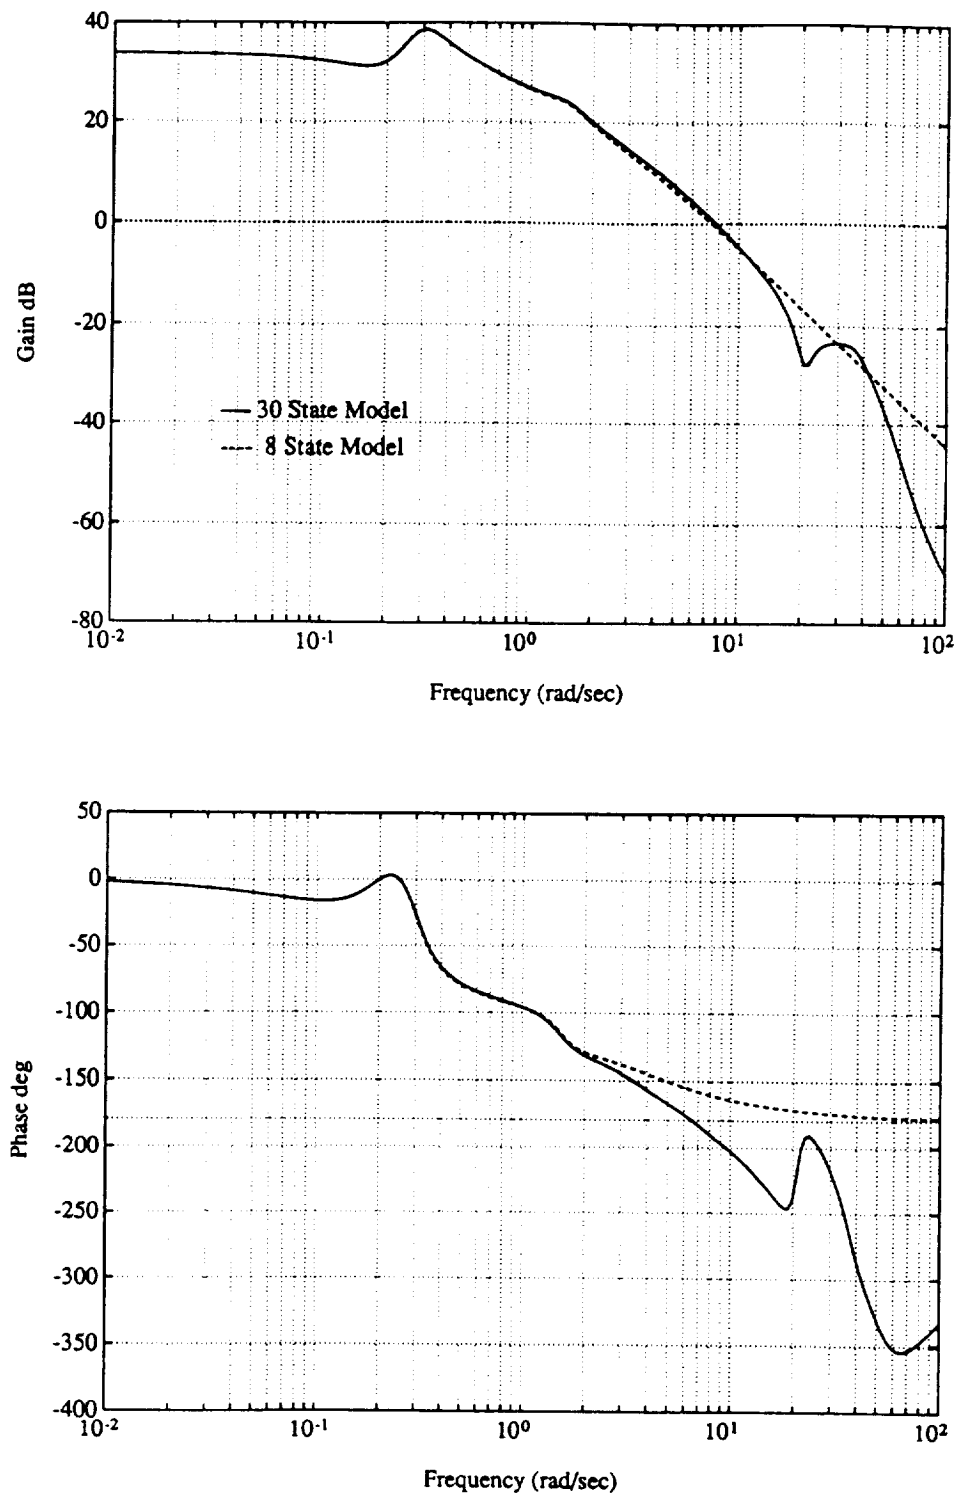 40
20
0
-20
-40
-60
-80
Gain dB
30 State Model
8 State Model
10-2 10-1 100 101 102
Frequency (rad/sec)
50
0
-50
-100
-150
-200
-250
-300
-350
-400
Phase deg
10-2 10-1 100 101 102
Frequency (rad/sec)